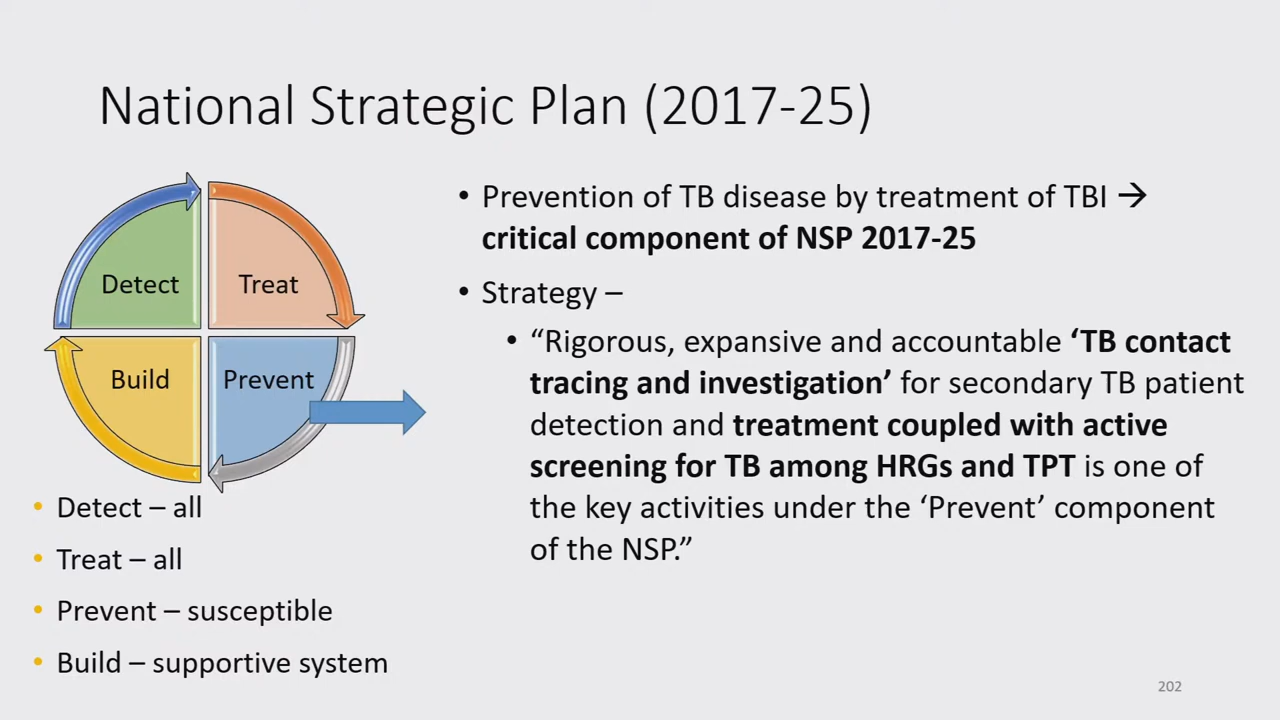 National Strategic Plan (2017-25)
Detect
Treat
Build
Prevent
• Detect – all
• Treat – all
• Prevent – susceptible
• Build – supportive system
• Prevention of TB disease by treatment of TBI →
critical component of NSP 2017-25
• Strategy –
• “Rigorous, expansive and accountable ‘TB contact
tracing and investigation’ for secondary TB patient
detection and treatment coupled with active
screening for TB among HRGs and TPT is one of
the key activities under the ‘Prevent’ component
of the NSP.”
202